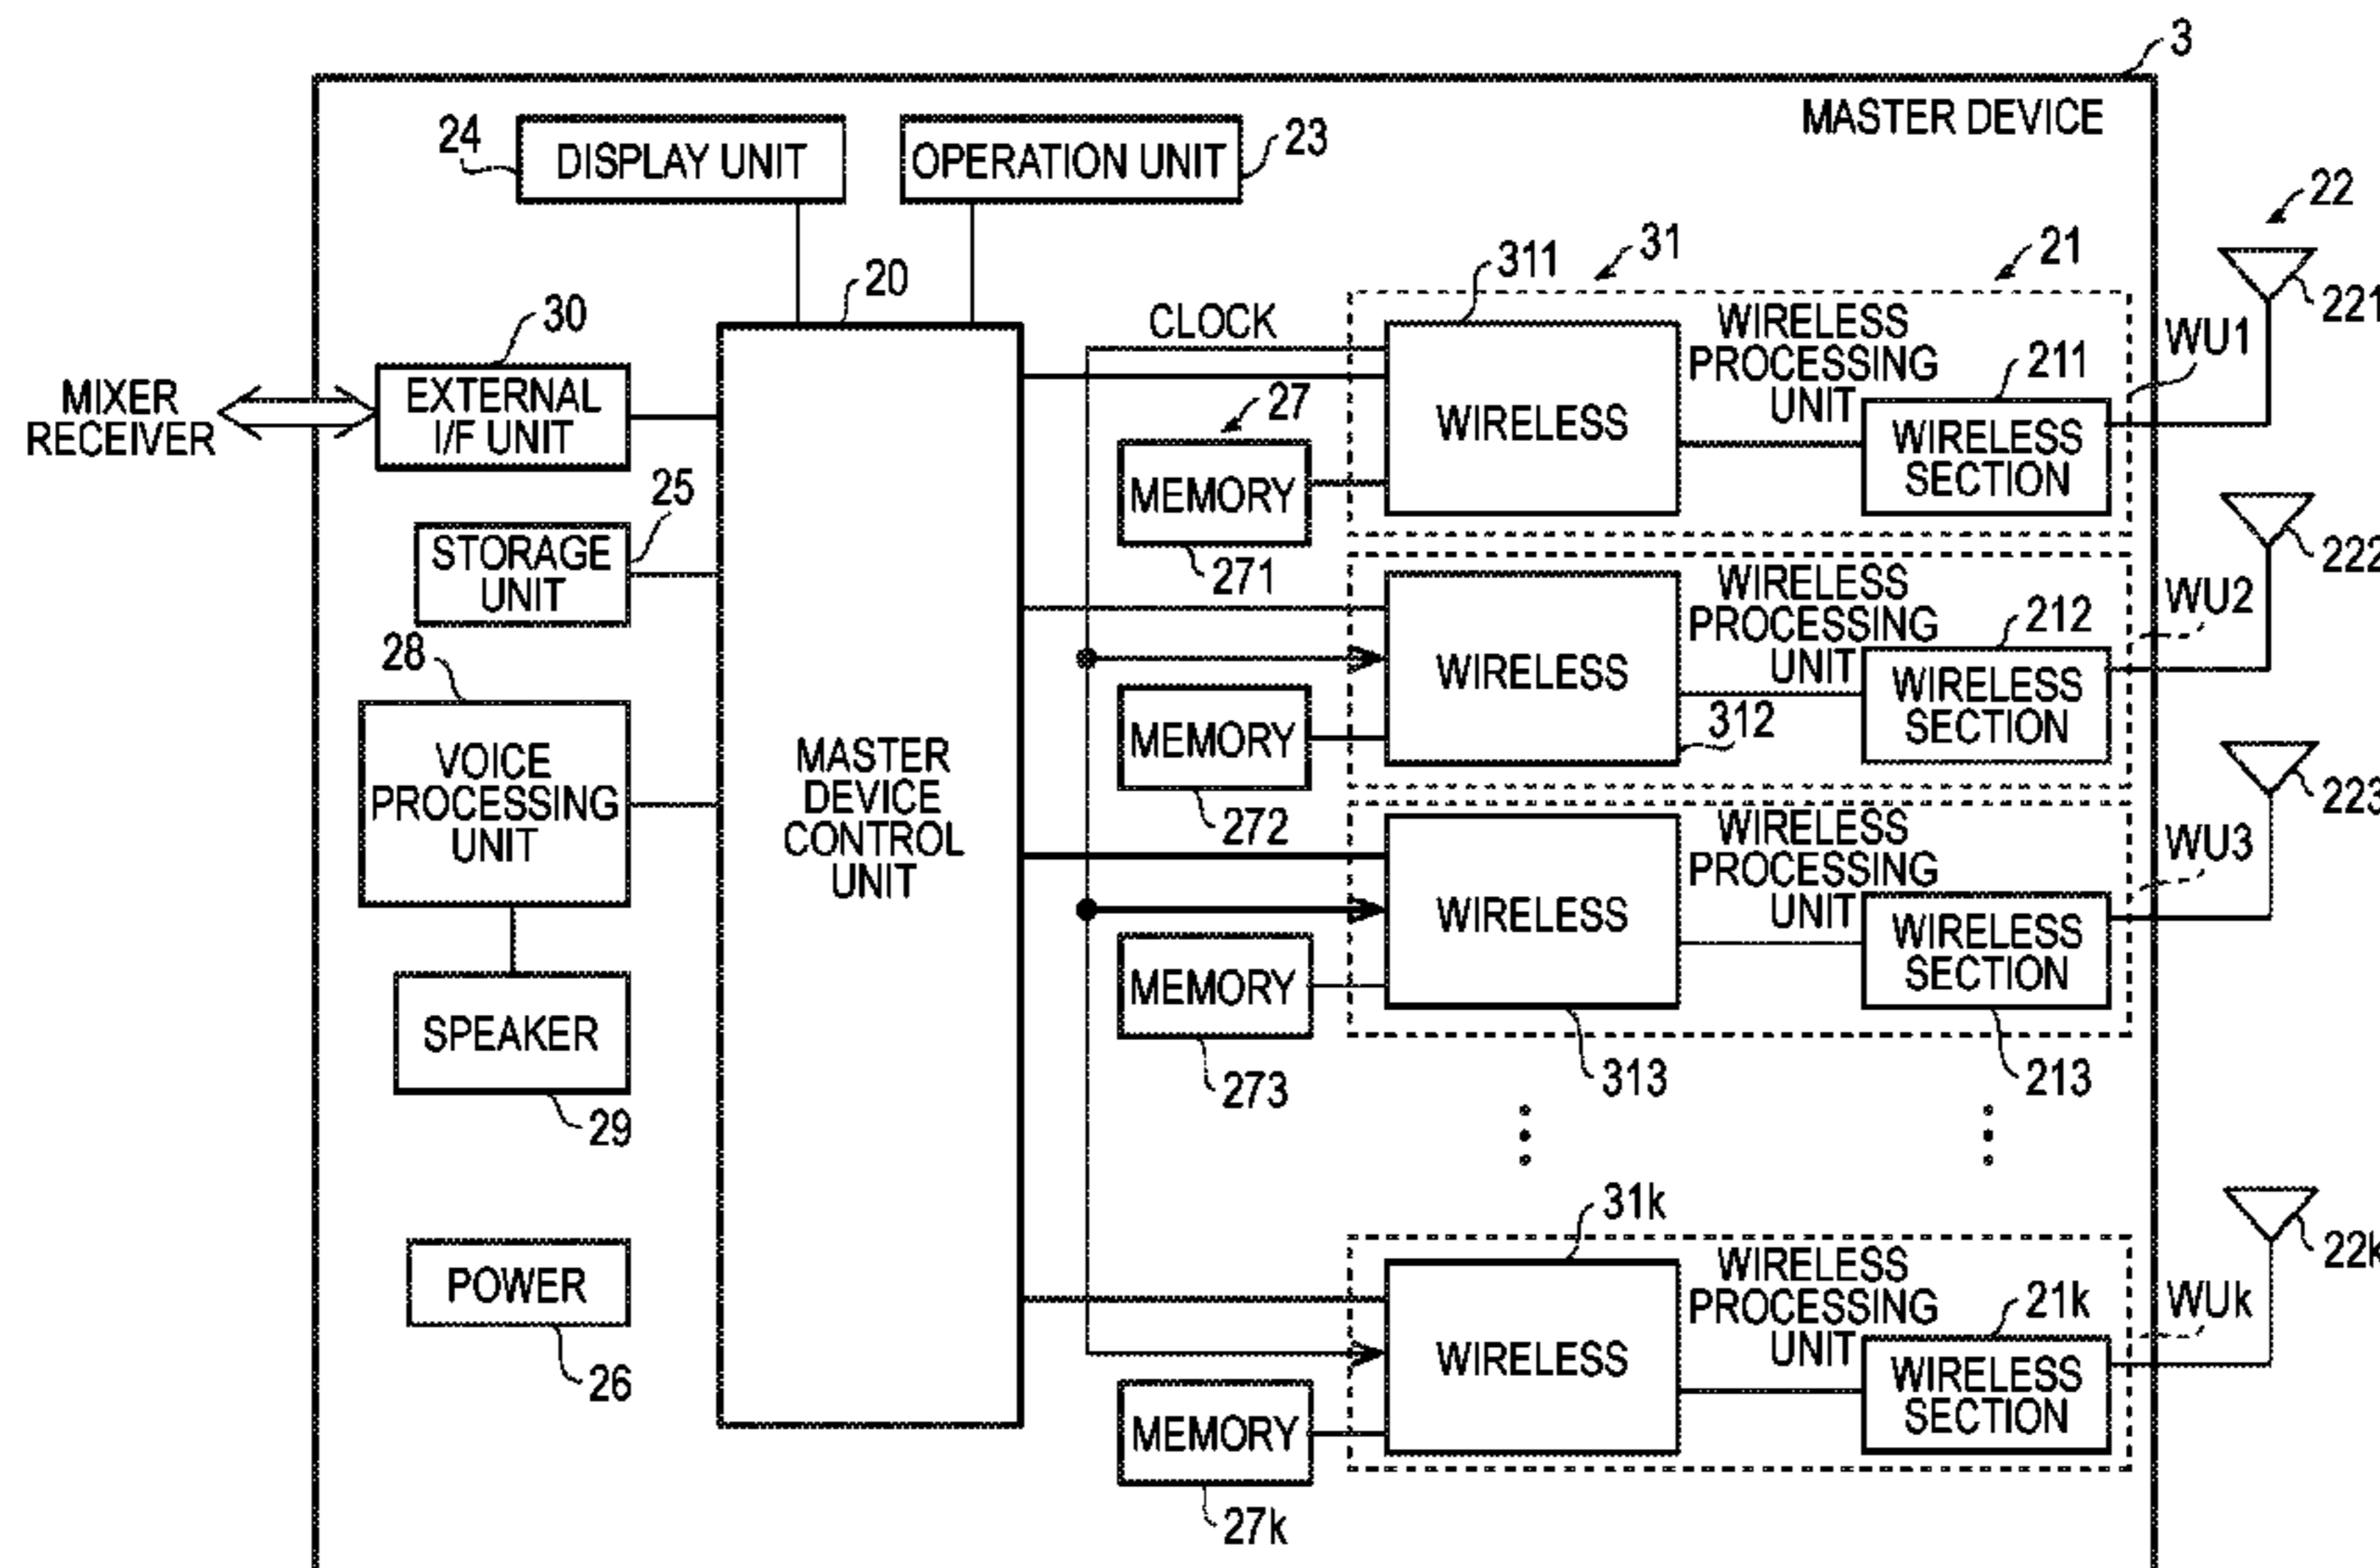 3
MASTER DEVICE
24
DISPLAY UNIT
OPERATION UNIT
23
22
20
30
MIXER
RECEIVER
EXTERNAL
I/F UNIT
25
STORAGE
UNIT
28
VOICE
PROCESSING
UNIT
SPEAKER
29
POWER
26
MASTER
DEVICE
CONTROL
UNIT
CLOCK
31
21
311
WIRELESS
WIRELESS
PROCESSING
UNIT
211
WIRELESS
SECTION
WU1
221
27
MEMORY
271
WIRELESS
312
WIRELESS
PROCESSING
UNIT
212
WIRELESS
SECTION
WU2
222
MEMORY
272
WIRELESS
313
WIRELESS
PROCESSING
UNIT
WIRELESS
SECTION
213
WU3
223
MEMORY
273
31k
WIRELESS
WIRELESS
PROCESSING
UNIT
21k
WIRELESS
SECTION
WUk
22k
MEMORY
27k